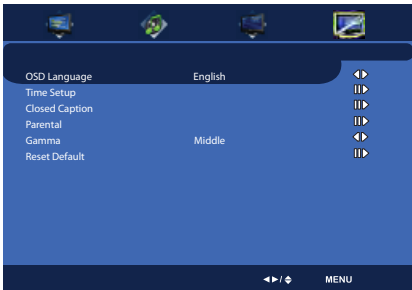 OSD Language English
Time Setup
Closed Caption
Parental
Gamma Middle
Reset Default
◄►/ MENU